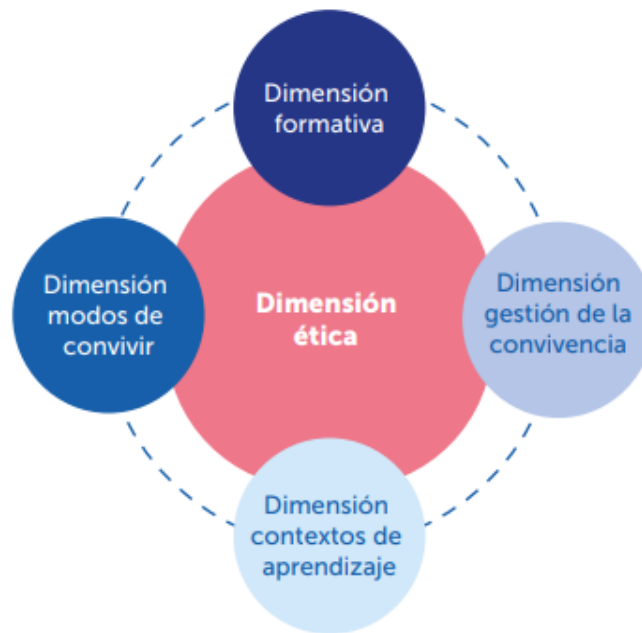 Dimensión
formativa
Dimensión
modos de
convivir
Dimensión
ética
Dimensión
gestión de la
convivencia
Dimensión
contextos de
aprendizaje